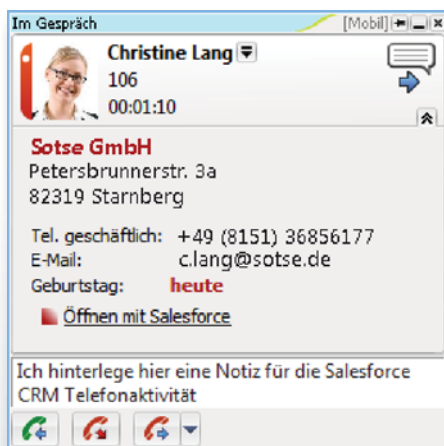 Im Gespräch [Mobil]
Christine Lang
106
00:01:10
Sotse GmbH
Petersbrunnerstr. 3a
82319 Starnberg
Tel. geschäftlich: +49 (8151) 36856177
E-Mail: c.lang@sotse.de
Geburtstag: heute
Öffnen mit Salesforce
Ich hinterlege hier eine Notiz für die Salesforce
CRM Telefonaktivität